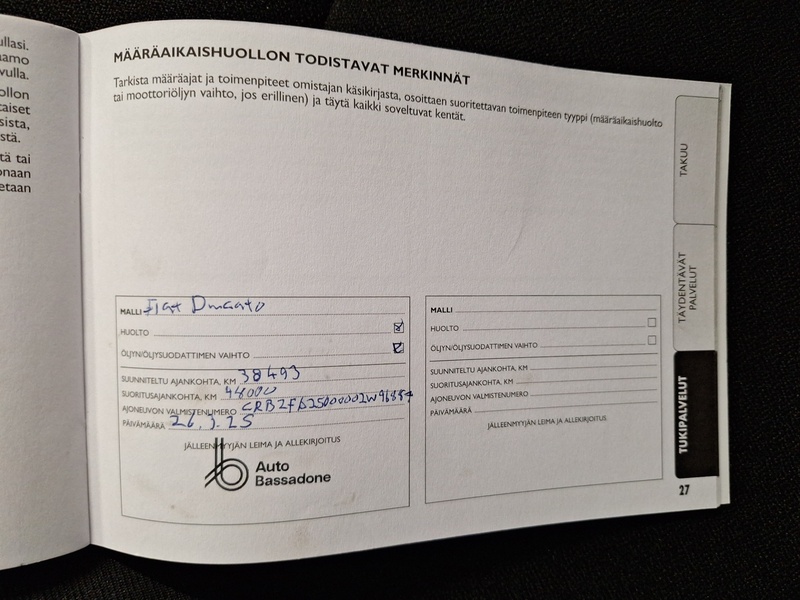 ullasi.
aamo
vulla.
ollon
taiset
sista,
stä.
tä tai
onaan
etaan
MÄÄRÄAIKAISHUOLLON TODISTAVAT MERKINNÄT
Tarkista määräajat ja toimenpiteet omistajan käsikirjasta, osoittaen suoritettavan toimenpiteen tyyppi (määräaikaishuolto
tai moottoriöljyn vaihto, jos erillinen) ja täytä kaikki soveltuvat kentät.
MALLI Fiat
HUOLTO
ÖLJYN/ÖLJYSUODATTIMEN VAIHTO
SUUNNITELTU AJANKOHTA, KM 38493
SUORITUSAJANKOHTA, KM
AJONEUVON VALMISTENUMERO
PÄIVÄMÄÄRÄ 26.3.25
JÄLLEENMYYJÄN LEIMA JA ALLEKIRJOITUS
Auto
Bassadone
MALLI
HUOLTO
ÖLJYN/ÖLJYSUODATTIMEN VAIHTO
SUUNNITELTU AJANKOHTA, KM
SUORITUSAJANKOHTA, KM
AJONEUVON VALMISTENUMERO
PÄIVÄMÄÄRÄ
JÄLLEENMYYJÄN LEIMA JA ALLEKIRJOITUS
TAKUU
TÄYDENTÄVÄT
PALVELUT
TUKIPALVELUT
27